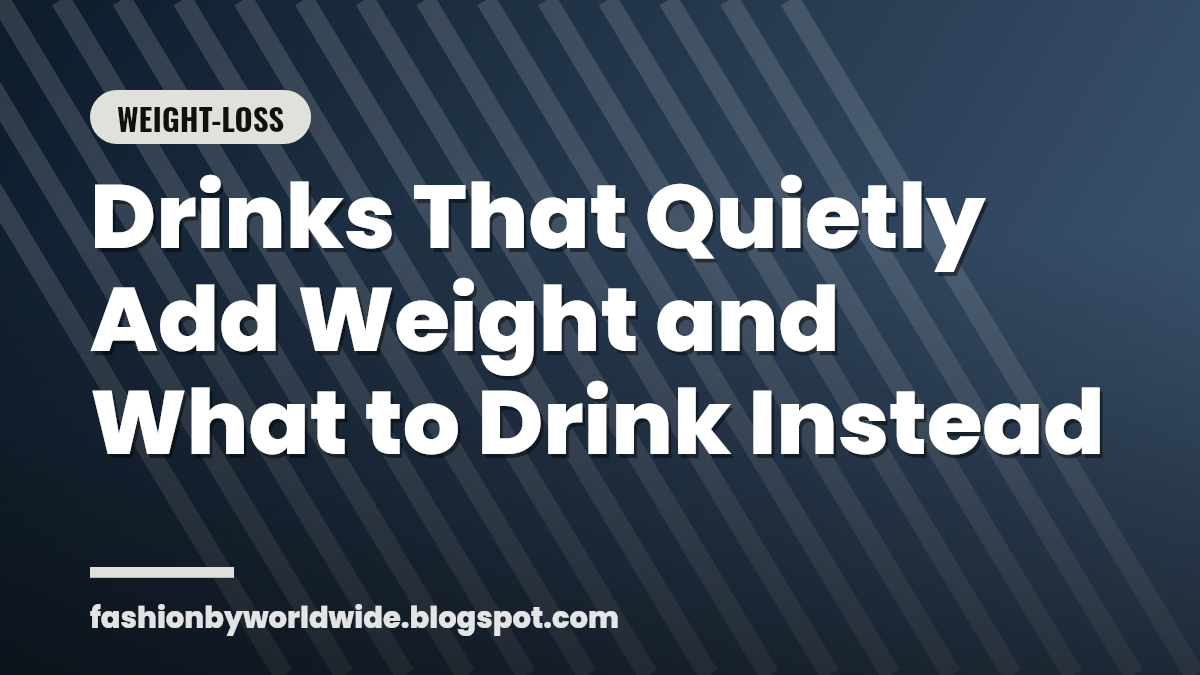 WEIGHT-LOSS
Drinks That Quietly
Add Weight and
What to Drink Instead
fashionbyworldwide.blogspot.com